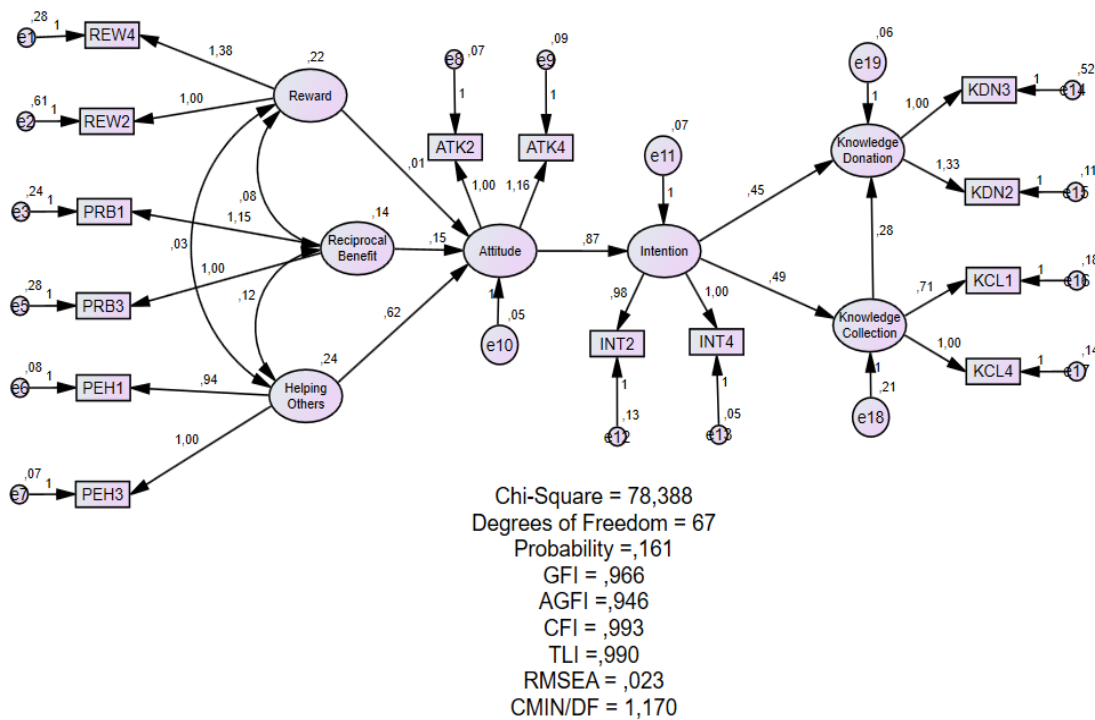 ,28
e1
1
REW4
1,38
,61
e2
1
REW2
1,00
,22
Reward
,24
e3
1
PRB1
1,15
,28
e5
1
PRB3
1,00
,14
Reciprocal
Benefit
,08
e6
1
PEH1
,94
,07
e7
1
PEH3
1,00
,24
Helping
Others
,08
,03
,12
,01
,15
,62
,07
e8
1
ATK2
1,00
,09
e9
1
ATK4
1,16
Attitude
1
,05
e10
,87
,07
e11
1
Intention
,98
1,00
INT2
INT4
1
1
,13
e12
,05
e13
,45
,49
,06
e19
1
Knowledge
Donation
1,00
KDN3
1
,52
e14
1,33
KDN2
1
,11
e15
,28
Knowledge
Collection
,71
KCL1
1
,18
e16
1,00
KCL4
1
,14
e17
1
,21
e18
Chi-Square = 78,388
Degrees of Freedom = 67
Probability =,161
GFI = ,966
AGFI =,946
CFI = ,993
TLI =,990
RMSEA = ,023
CMIN/DF = 1,170